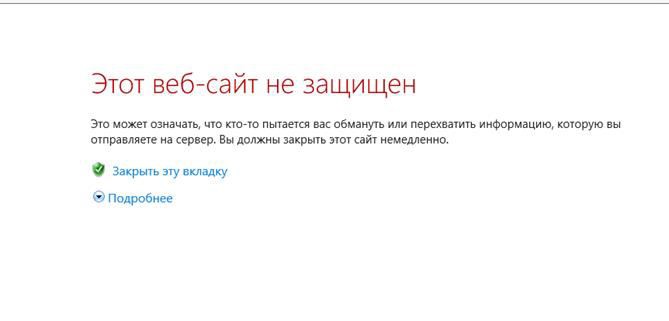 Этот веб-сайт не защищен
Это может означать, что кто-то пытается вас обмануть или перехватить информацию, которую вы
отправляете на сервер. Вы должны закрыть этот сайт немедленно.
Закрыть эту вкладку
Подробнее